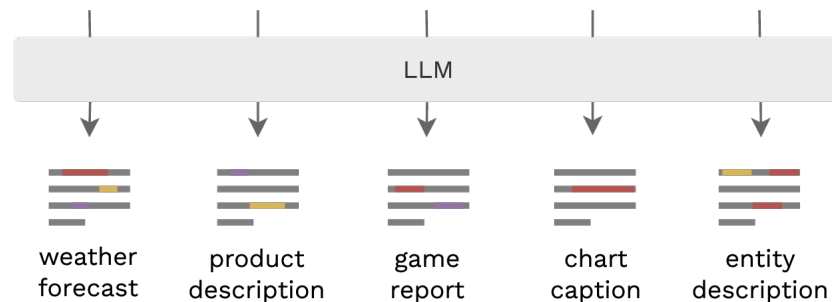 LLM
weather
forecast
product
description
game
report
chart
caption
entity
description